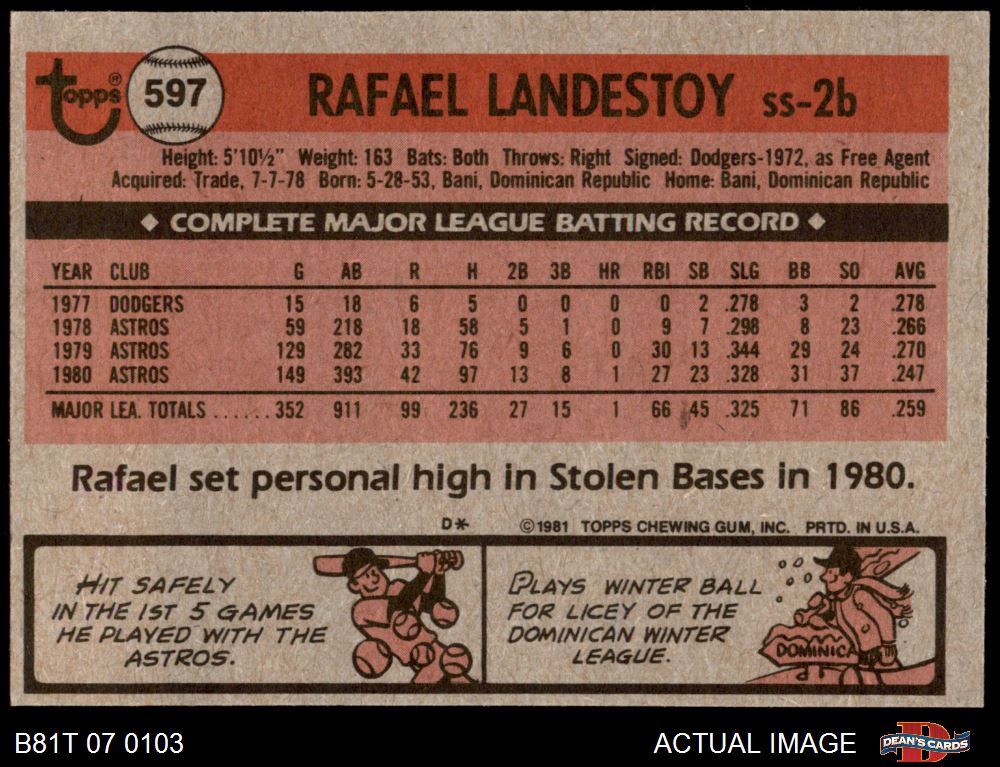 topps® 597 RAFAEL LANDESTOY ss-2b
Height: 5'10½" Weight: 163 Bats: Both Throws: Right Signed: Dodgers-1972, as Free Agent
Acquired: Trade, 7-7-78 Born: 5-28-53, Bani, Dominican Republic Home: Bani, Dominican Republic
◆ COMPLETE MAJOR LEAGUE BATTING RECORD ◆
YEAR CLUB G AB R H 2B 3B HR RBI SB SLG BB SO AVG
1977 DODGERS 15 18 6 5 0 0 0 0 2 .278 3 2 .278
1978 ASTROS 59 218 18 58 5 1 0 9 7 .298 8 23 .266
1979 ASTROS 129 282 33 76 9 6 0 30 13 .344 29 24 .270
1980 ASTROS 149 393 42 97 13 8 1 27 23 .328 31 37 .247
MAJOR LEA. TOTALS ......352 911 99 236 27 15 1 66 45 .325 71 86 .259
Rafael set personal high in Stolen Bases in 1980.
D* ©1981 TOPPS CHEWING GUM, INC. PRTD. IN U.S.A.
HIT SAFELY
IN THE 1ST 5 GAMES
HE PLAYED WITH THE
ASTROS.
PLAYS WINTER BALL
FOR LICEY OF THE
DOMINICAN WINTER
LEAGUE.
DOMINICA
B81T 07 0103 ACTUAL IMAGE DEAN'S CARDS